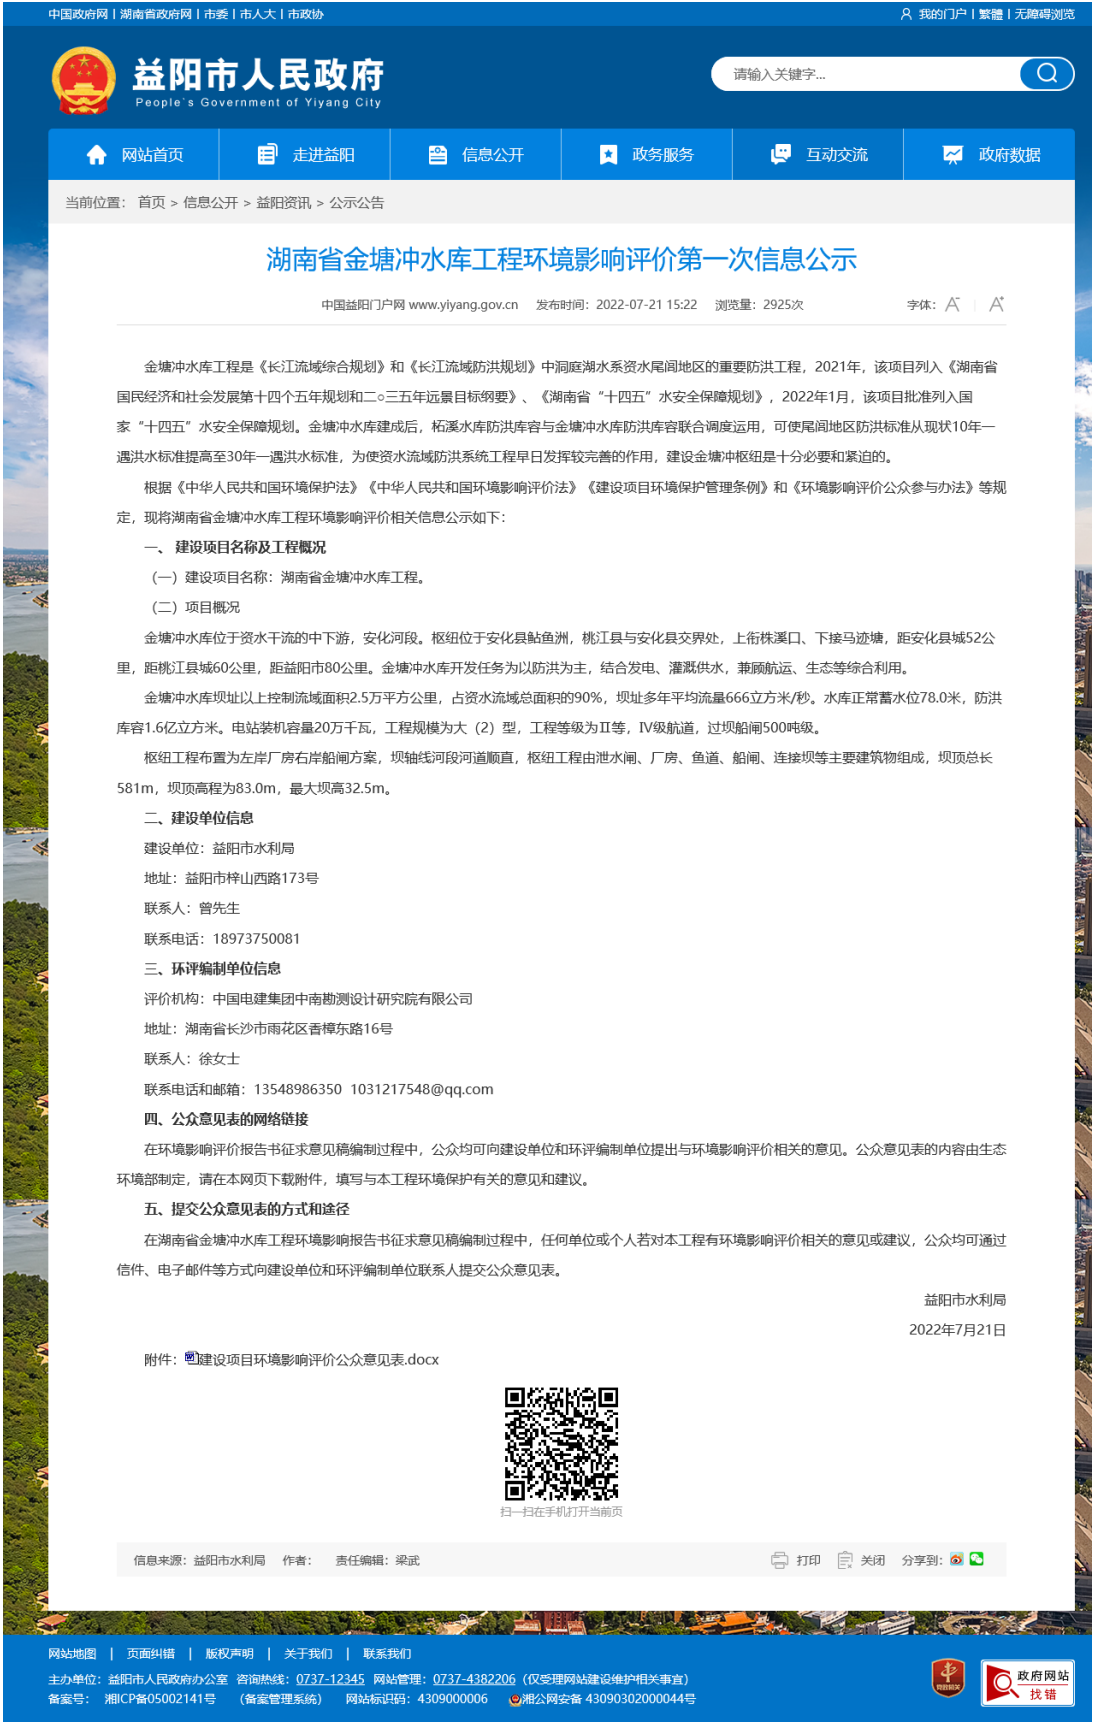 中国政府网 | 湖南省政府网 | 市委 | 市人大 | 市政协
我的门户 | 繁體 | 无障碍浏览
益阳市人民政府
People`s Government of Yiyang City
请输入关键字...
网站首页
走进益阳
信息公开
政务服务
互动交流
政府数据
当前位置： 首页 > 信息公开 > 益阳资讯 > 公示公告
湖南省金塘冲水库工程环境影响评价第一次信息公示
中国益阳门户网 www.yiyang.gov.cn 发布时间：2022-07-21 15:22 浏览量：2925次
字体： A- | A+
金塘冲水库工程是《长江流域综合规划》和《长江流域防洪规划》中洞庭湖水系资水尾闾地区的重要防洪工程，2021年，该项目列入《湖南省
国民经济和社会发展第十四个五年规划和二○三五年远景目标纲要》、《湖南省“十四五”水安全保障规划》，2022年1月，该项目批准列入国
家“十四五”水安全保障规划。金塘冲水库建成后，柘溪水库防洪库容与金塘冲水库防洪库容联合调度运用，可使尾闾地区防洪标准从现状10年一
遇洪水标准提高至30年一遇洪水标准，为使资水流域防洪系统工程早日发挥较完善的作用，建设金塘冲枢纽是十分必要和紧迫的。
根据《中华人民共和国环境保护法》《中华人民共和国环境影响评价法》《建设项目环境保护管理条例》和《环境影响评价公众参与办法》等规
定，现将湖南省金塘冲水库工程环境影响评价相关信息公示如下：
一、 建设项目名称及工程概况
（一）建设项目名称：湖南省金塘冲水库工程。
（二）项目概况
金塘冲水库位于资水干流的中下游，安化河段。枢纽位于安化县鲇鱼洲，桃江县与安化县交界处，上衔株溪口、下接马迹塘，距安化县城52公
里，距桃江县城60公里，距益阳市80公里。金塘冲水库开发任务为以防洪为主，结合发电、灌溉供水，兼顾航运、生态等综合利用。
金塘冲水库坝址以上控制流域面积2.5万平方公里，占资水流域总面积的90%，坝址多年平均流量666立方米/秒。水库正常蓄水位78.0米，防洪
库容1.6亿立方米。电站装机容量20万千瓦，工程规模为大（2）型，工程等级为Ⅱ等，Ⅳ级航道，过坝船闸500吨级。
枢纽工程布置为左岸厂房右岸船闸方案，坝轴线河段河道顺直，枢纽工程由泄水闸、厂房、鱼道、船闸、连接坝等主要建筑物组成，坝顶总长
581m，坝顶高程为83.0m，最大坝高32.5m。
二、建设单位信息
建设单位：益阳市水利局
地址：益阳市梓山西路173号
联系人：曾先生
联系电话：18973750081
三、环评编制单位信息
评价机构：中国电建集团中南勘测设计研究院有限公司
地址：湖南省长沙市雨花区香樟东路16号
联系人：徐女士
联系电话和邮箱：13548986350 1031217548@qq.com
四、公众意见表的网络链接
在环境影响评价报告书征求意见稿编制过程中，公众均可向建设单位和环评编制单位提出与环境影响评价相关的意见。公众意见表的内容由生态
环境部制定，请在本网页下载附件，填写与本工程环境保护有关的意见和建议。
五、提交公众意见表的方式和途径
在湖南省金塘冲水库工程环境影响报告书征求意见稿编制过程中，任何单位或个人若对本工程有环境影响评价相关的意见或建议，公众均可通过
信件、电子邮件等方式向建设单位和环评编制单位联系人提交公众意见表。
益阳市水利局
2022年7月21日
附件：建设项目环境影响评价公众意见表.docx
扫一扫在手机打开当前页
信息来源：益阳市水利局 作者： 责任编辑：梁武
打印 关闭 分享到：
网站地图 | 页面纠错 | 版权声明 | 关于我们 | 联系我们
主办单位：益阳市人民政府办公室 咨询热线：0737-12345 网站管理：0737-4382206（仅受理网站建设维护相关事宜）
备案号： 湘ICP备05002141号 （备案管理系统） 网站标识码：4309000006 湘公网安备 43090302000044号
党政机关
政府网站
找错